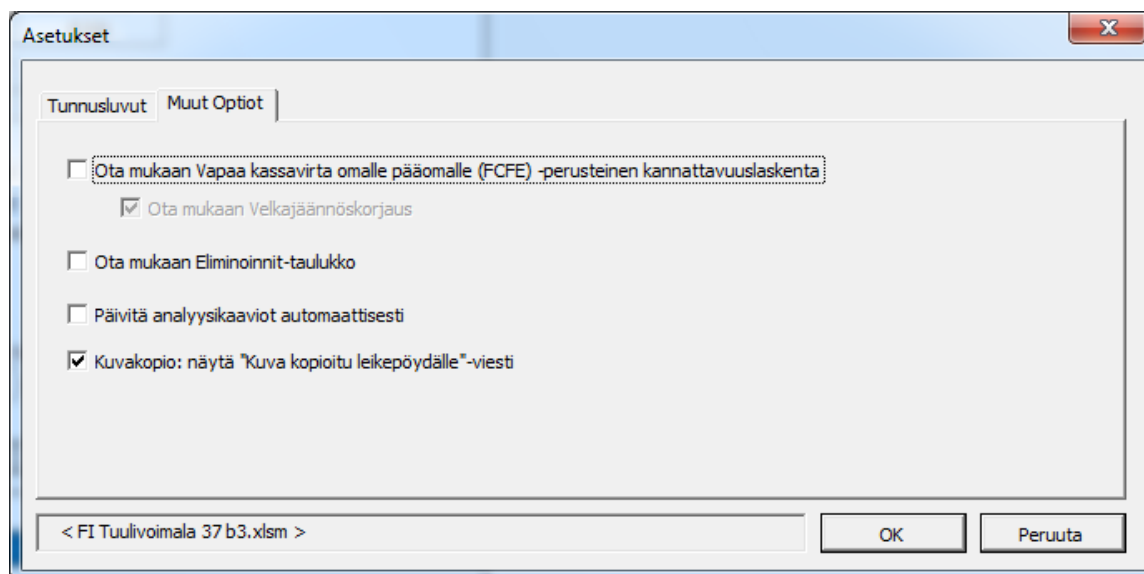 Asetukset
Tunnusluvut
Muut Optiot
Ota mukaan Vapaa kassavirta omalle pääomalle (FCFE) -perusteinen kannattavuuslaskenta
Ota mukaan Velkajäännöskorjaus
Ota mukaan Eliminoinnit-taulukko
Päivitä analyysikaaviot automaattisesti
Kuvakopio: näytä "Kuva kopioitu leikepöydälle"-viesti
< FI Tuulivoimala 37 b3.xlsm >
OK
Peruuta